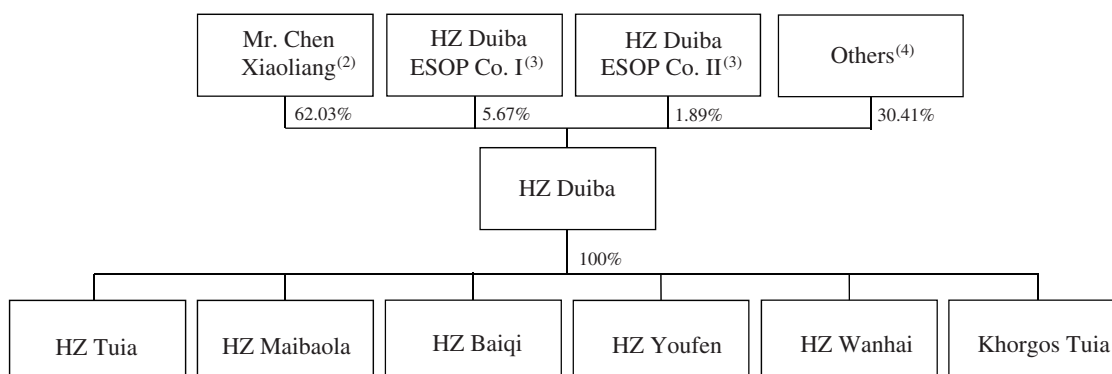 Mr. Chen
Xiaoliang(2)
HZ Duiba
ESOP Co. I(3)
HZ Duiba
ESOP Co. II(3)
Others(4)
62.03%
5.67%
1.89%
30.41%
HZ Duiba
100%
HZ Tuia
HZ Maibaola
HZ Baiqi
HZ Youfen
HZ Wanhai
Khorgos Tuia